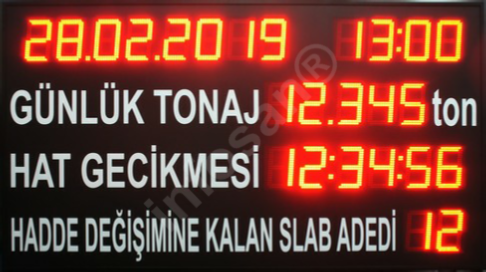 28.02.2019 13:00
GÜNLÜK TONAJ 12.345 ton
HAT GECİKMESİ 12:34:56
HADDE DEĞİŞİMİNE KALAN SLAB ADEDİ 12